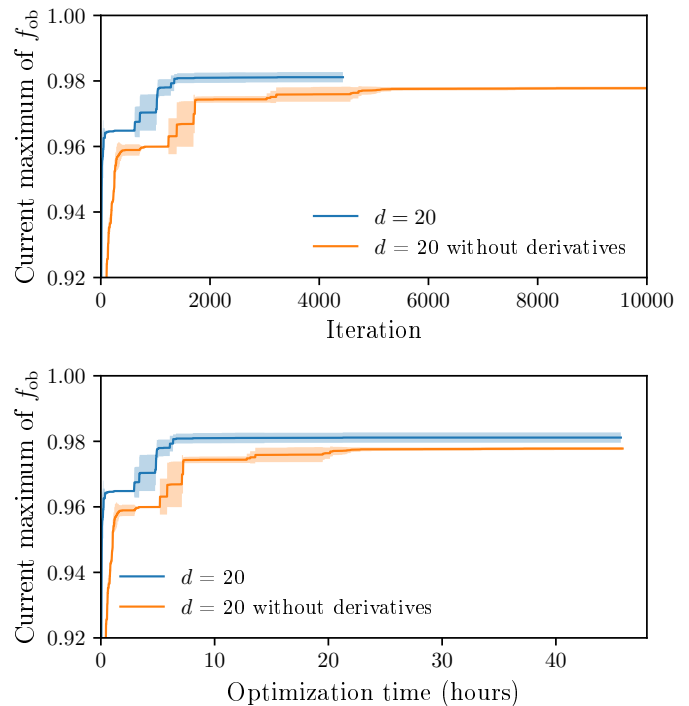 1.00
0.98
0.96
0.94
0.92
Current maximum of f_ob
d = 20
d = 20 without derivatives
0 2000 4000 6000 8000 10000
Iteration
1.00
0.98
0.96
0.94
0.92
Current maximum of f_ob
d = 20
d = 20 without derivatives
0 10 20 30 40
Optimization time (hours)